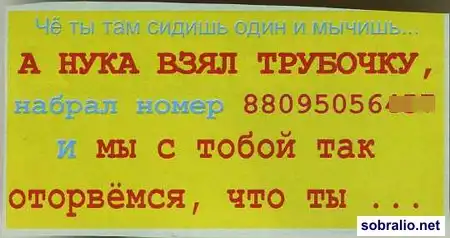 Чё ты там сидишь один и мычишь...
А НУКА ВЗЯЛ ТРУБОЧКУ,
набрал номер 88095056
И мы с тобой так
оторвёмся, что ты ...
sobralio.net